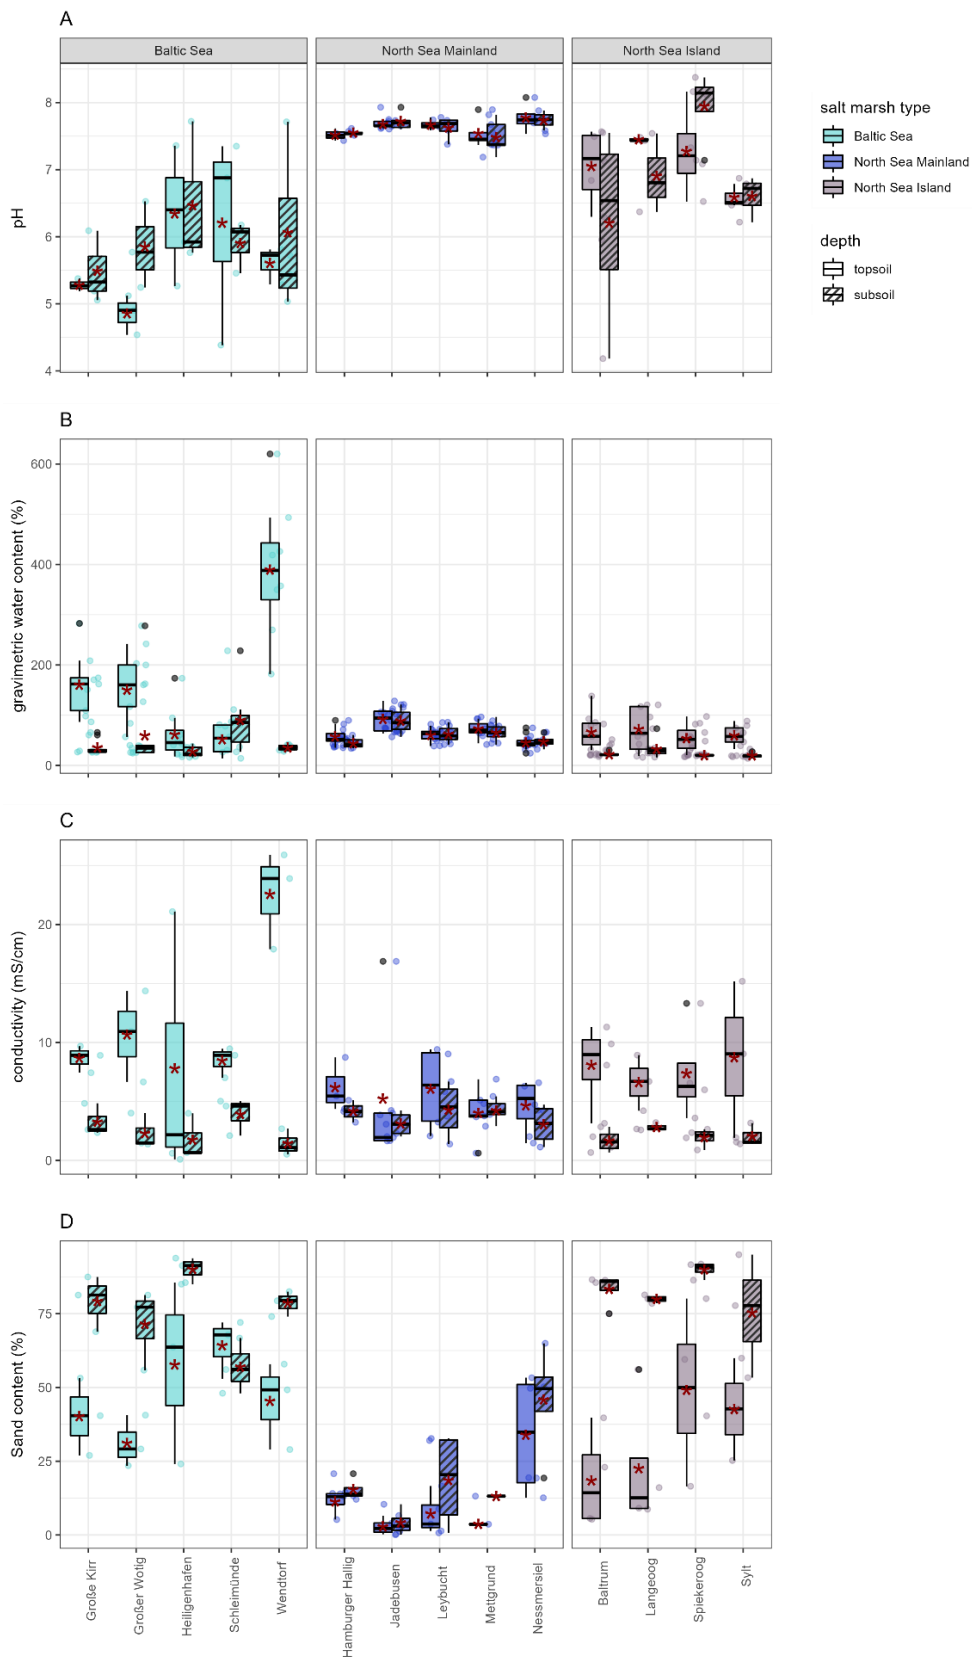 A
Baltic Sea
North Sea Mainland
North Sea Island
pH
8
7
6
5
4
salt marsh type
Baltic Sea
North Sea Mainland
North Sea Island
depth
topsoil
subsoil
B
gravimetric water content (%)
600
400
200
0
C
conductivity (mS/cm)
20
10
0
D
Sand content (%)
75
50
25
0
Große Kirr
Großer Wotig
Heiligenhafen
Schleimünde
Wendtorf
Hamburger Hallig
Jadebusen
Leybucht
Mettgrund
Nessmersiel
Baltrum
Langeoog
Spiekeroog
Sylt